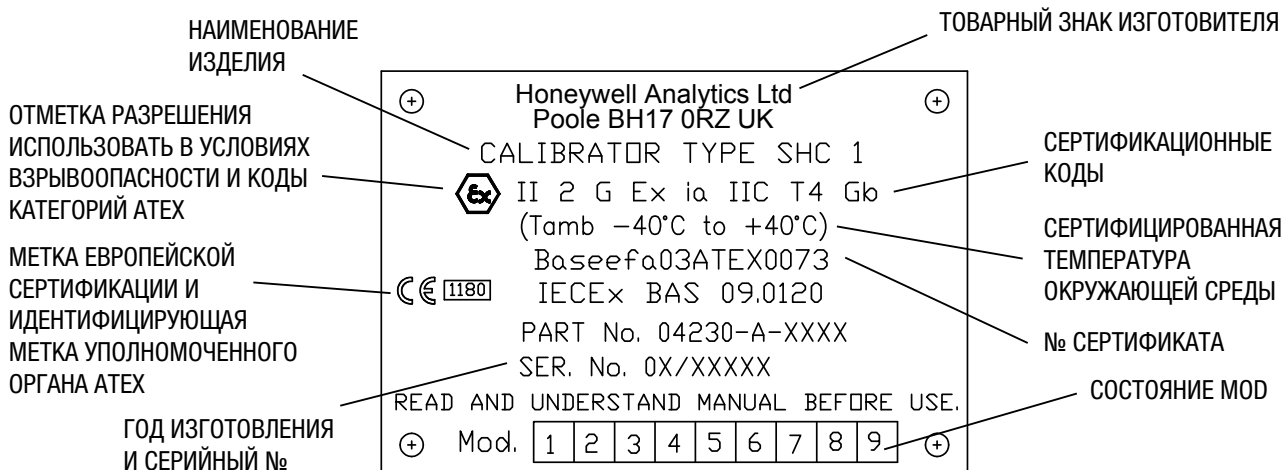 НАИМЕНОВАНИЕ
ИЗДЕЛИЯ
ТОВАРНЫЙ ЗНАК ИЗГОТОВИТЕЛЯ
ОТМЕТКА РАЗРЕШЕНИЯ
ИСПОЛЬЗОВАТЬ В УСЛОВИЯХ
ВЗРЫВООПАСНОСТИ И КОДЫ
КАТЕГОРИЙ ATEX
МЕТКА ЕВРОПЕЙСКОЙ
СЕРТИФИКАЦИИ И
ИДЕНТИФИЦИРУЮЩАЯ
МЕТКА УПОЛНОМОЧЕННОГО
ОРГАНА ATEX
ГОД ИЗГОТОВЛЕНИЯ
И СЕРИЙНЫЙ №
Honeywell Analytics Ltd
Poole BH17 0RZ UK
CALIBRATOR TYPE SHC 1
Ex II 2 G Ex ia IIC T4 Gb
(Tamb -40°C to +40°C)
Baseefa03ATEX0073
CE 1180 IECEx BAS 09.0120
PART No. 04230-A-XXXX
SER. No. 0X/XXXXX
READ AND UNDERSTAND MANUAL BEFORE USE.
Mod. 1 2 3 4 5 6 7 8 9
СЕРТИФИКАЦИОННЫЕ
КОДЫ
СЕРТИФИЦИРОВАННАЯ
ТЕМПЕРАТУРА
ОКРУЖАЮЩЕЙ СРЕДЫ
№ СЕРТИФИКАТА
СОСТОЯНИЕ MOD